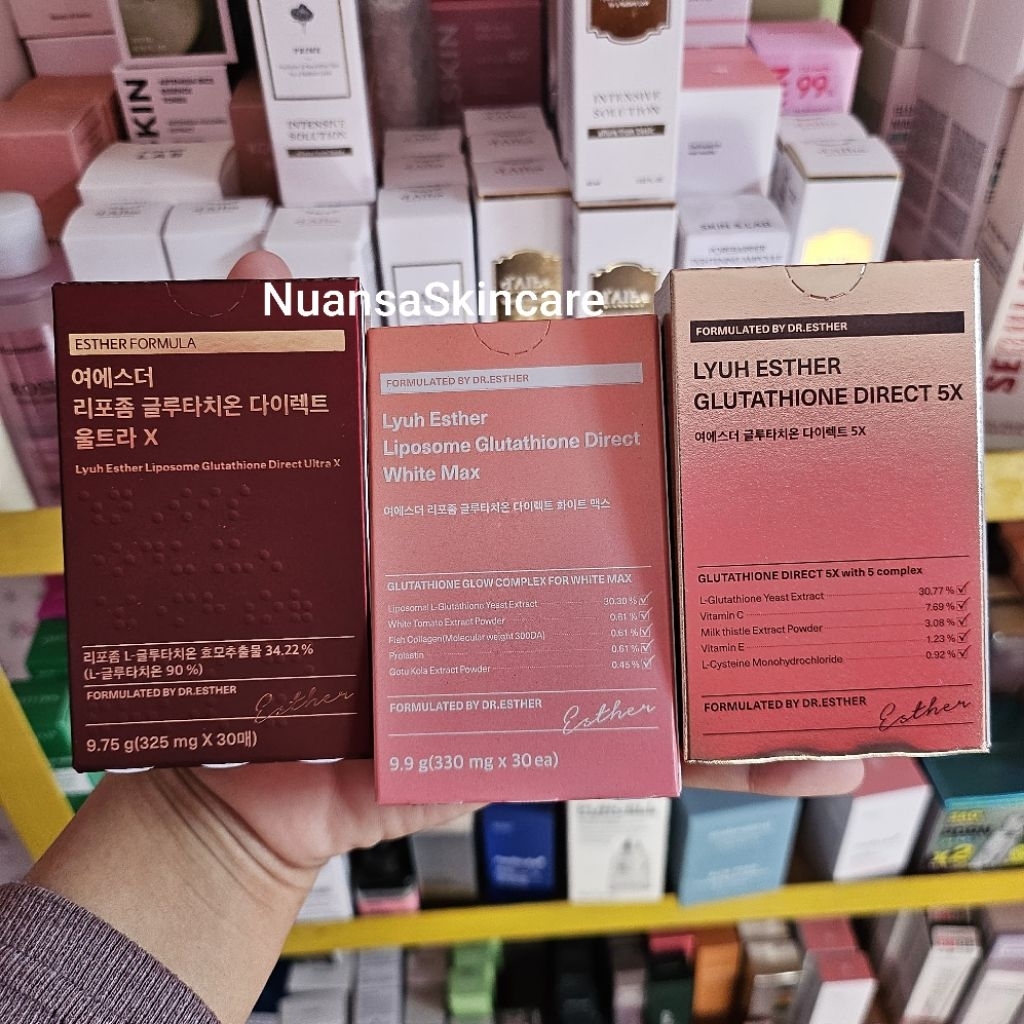 SKIN
PRIME
INTENSIVE
SOLUTION
INTENSIVE
SOLUTION
99
NuansaSkincare
ESTHER FORMULA
여에스더
리포좀 글루타치온 다이렉트
울트라 X
Lyuh Esther Liposome Glutathione Direct Ultra X
리포좀 L-글루타치온 효모추출물 34.22%
(L-글루타치온 90 %)
FORMULATED BY DR.ESTHER
Esther
9.75 g(325 mg X 30매)
FORMULATED BY DR.ESTHER
Lyuh Esther
Liposome Glutathione Direct
White Max
여에스더 리포좀 글루타치온 다이렉트 화이트 맥스
GLUTATHIONE GLOW COMPLEX FOR WHITE MAX
Liposomal L-Glutathione Yeast Extract 30.30 %
White Tomato Extract Powder 0.61 %
Fish Collagen(Molecular weight 300DA) 0.61 %
Prolastin 0.61 %
Gotu Kola Extract Powder 0.45 %
FORMULATED BY DR.ESTHER
Esther
9.9 g(330 mg x 30 ea)
FORMULATED BY DR.ESTHER
LYUH ESTHER
GLUTATHIONE DIRECT 5X
여에스더 글루타치온 다이렉트 5X
GLUTATHIONE DIRECT 5X with 5 complex
L-Glutathione Yeast Extract 30.77 %
Vitamin C 7.69 %
Milk thistle Extract Powder 3.08 %
Vitamin E 1.23 %
L-Cysteine Monohydrochloride 0.92 %
FORMULATED BY DR.ESTHER
Esther